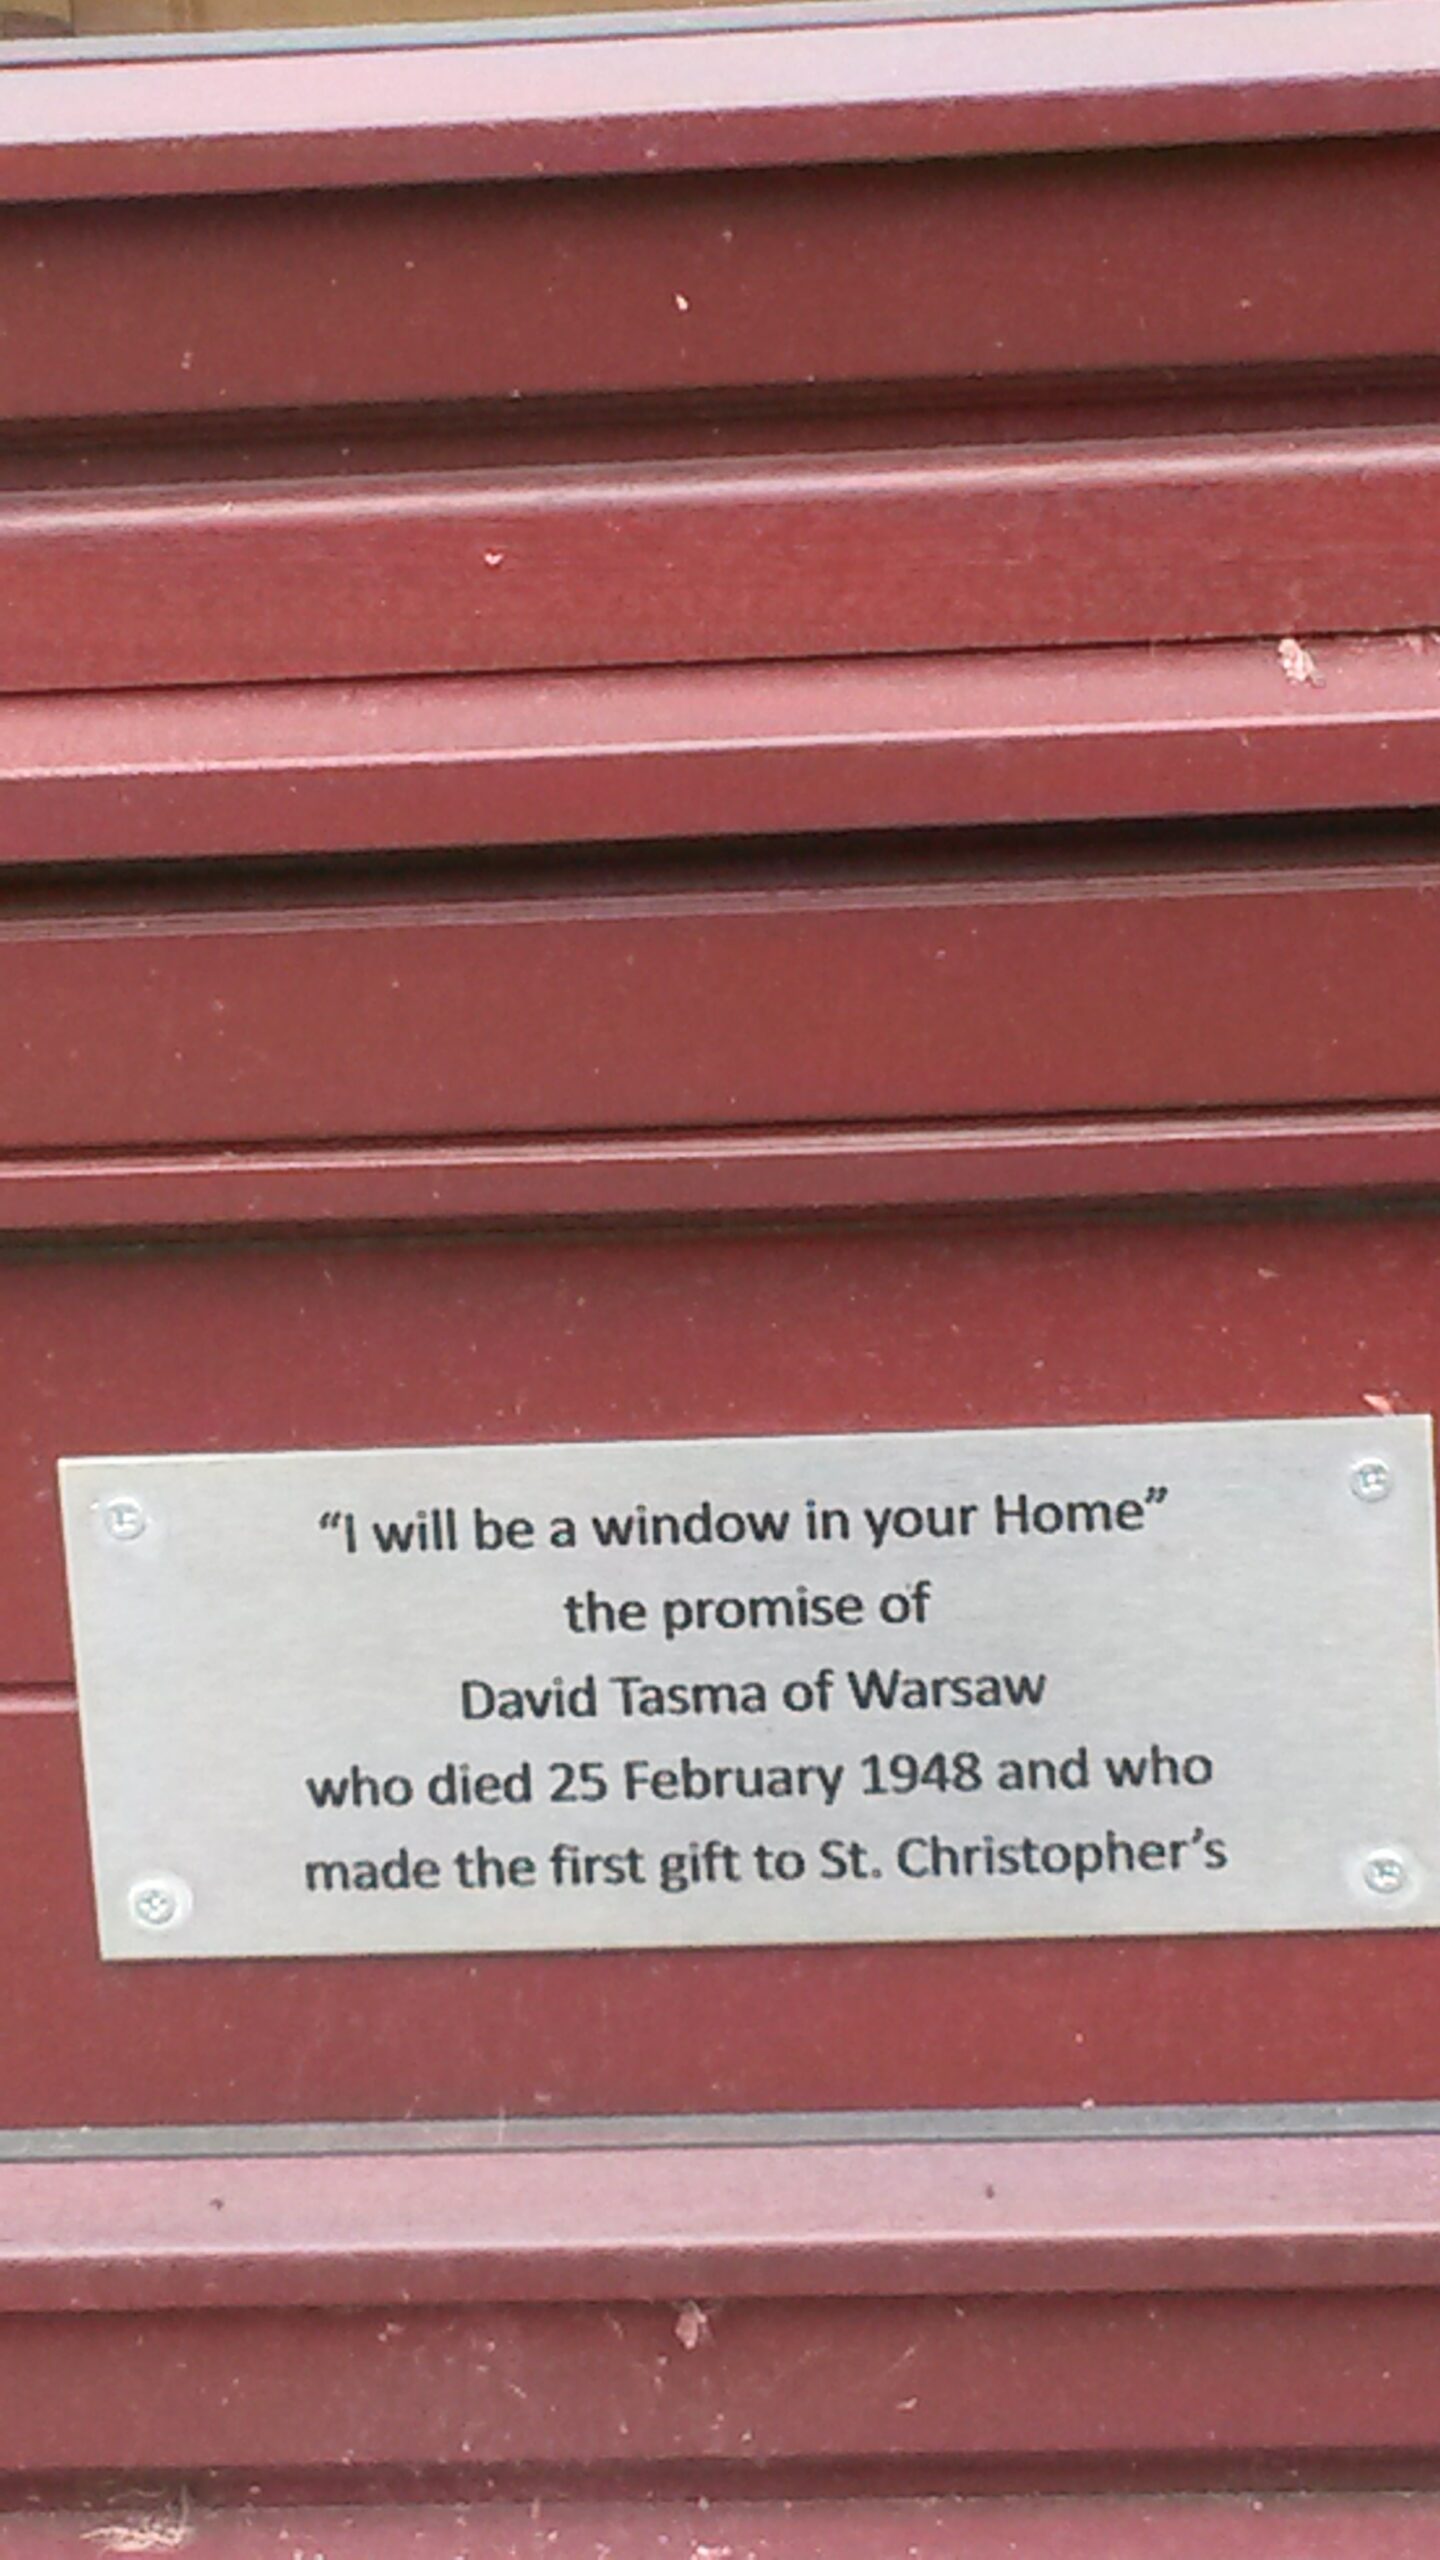 “I will be a window in your Home”
the promise of
David Tasma of Warsaw
who died 25 February 1948 and who
made the first gift to St. Christopher’s